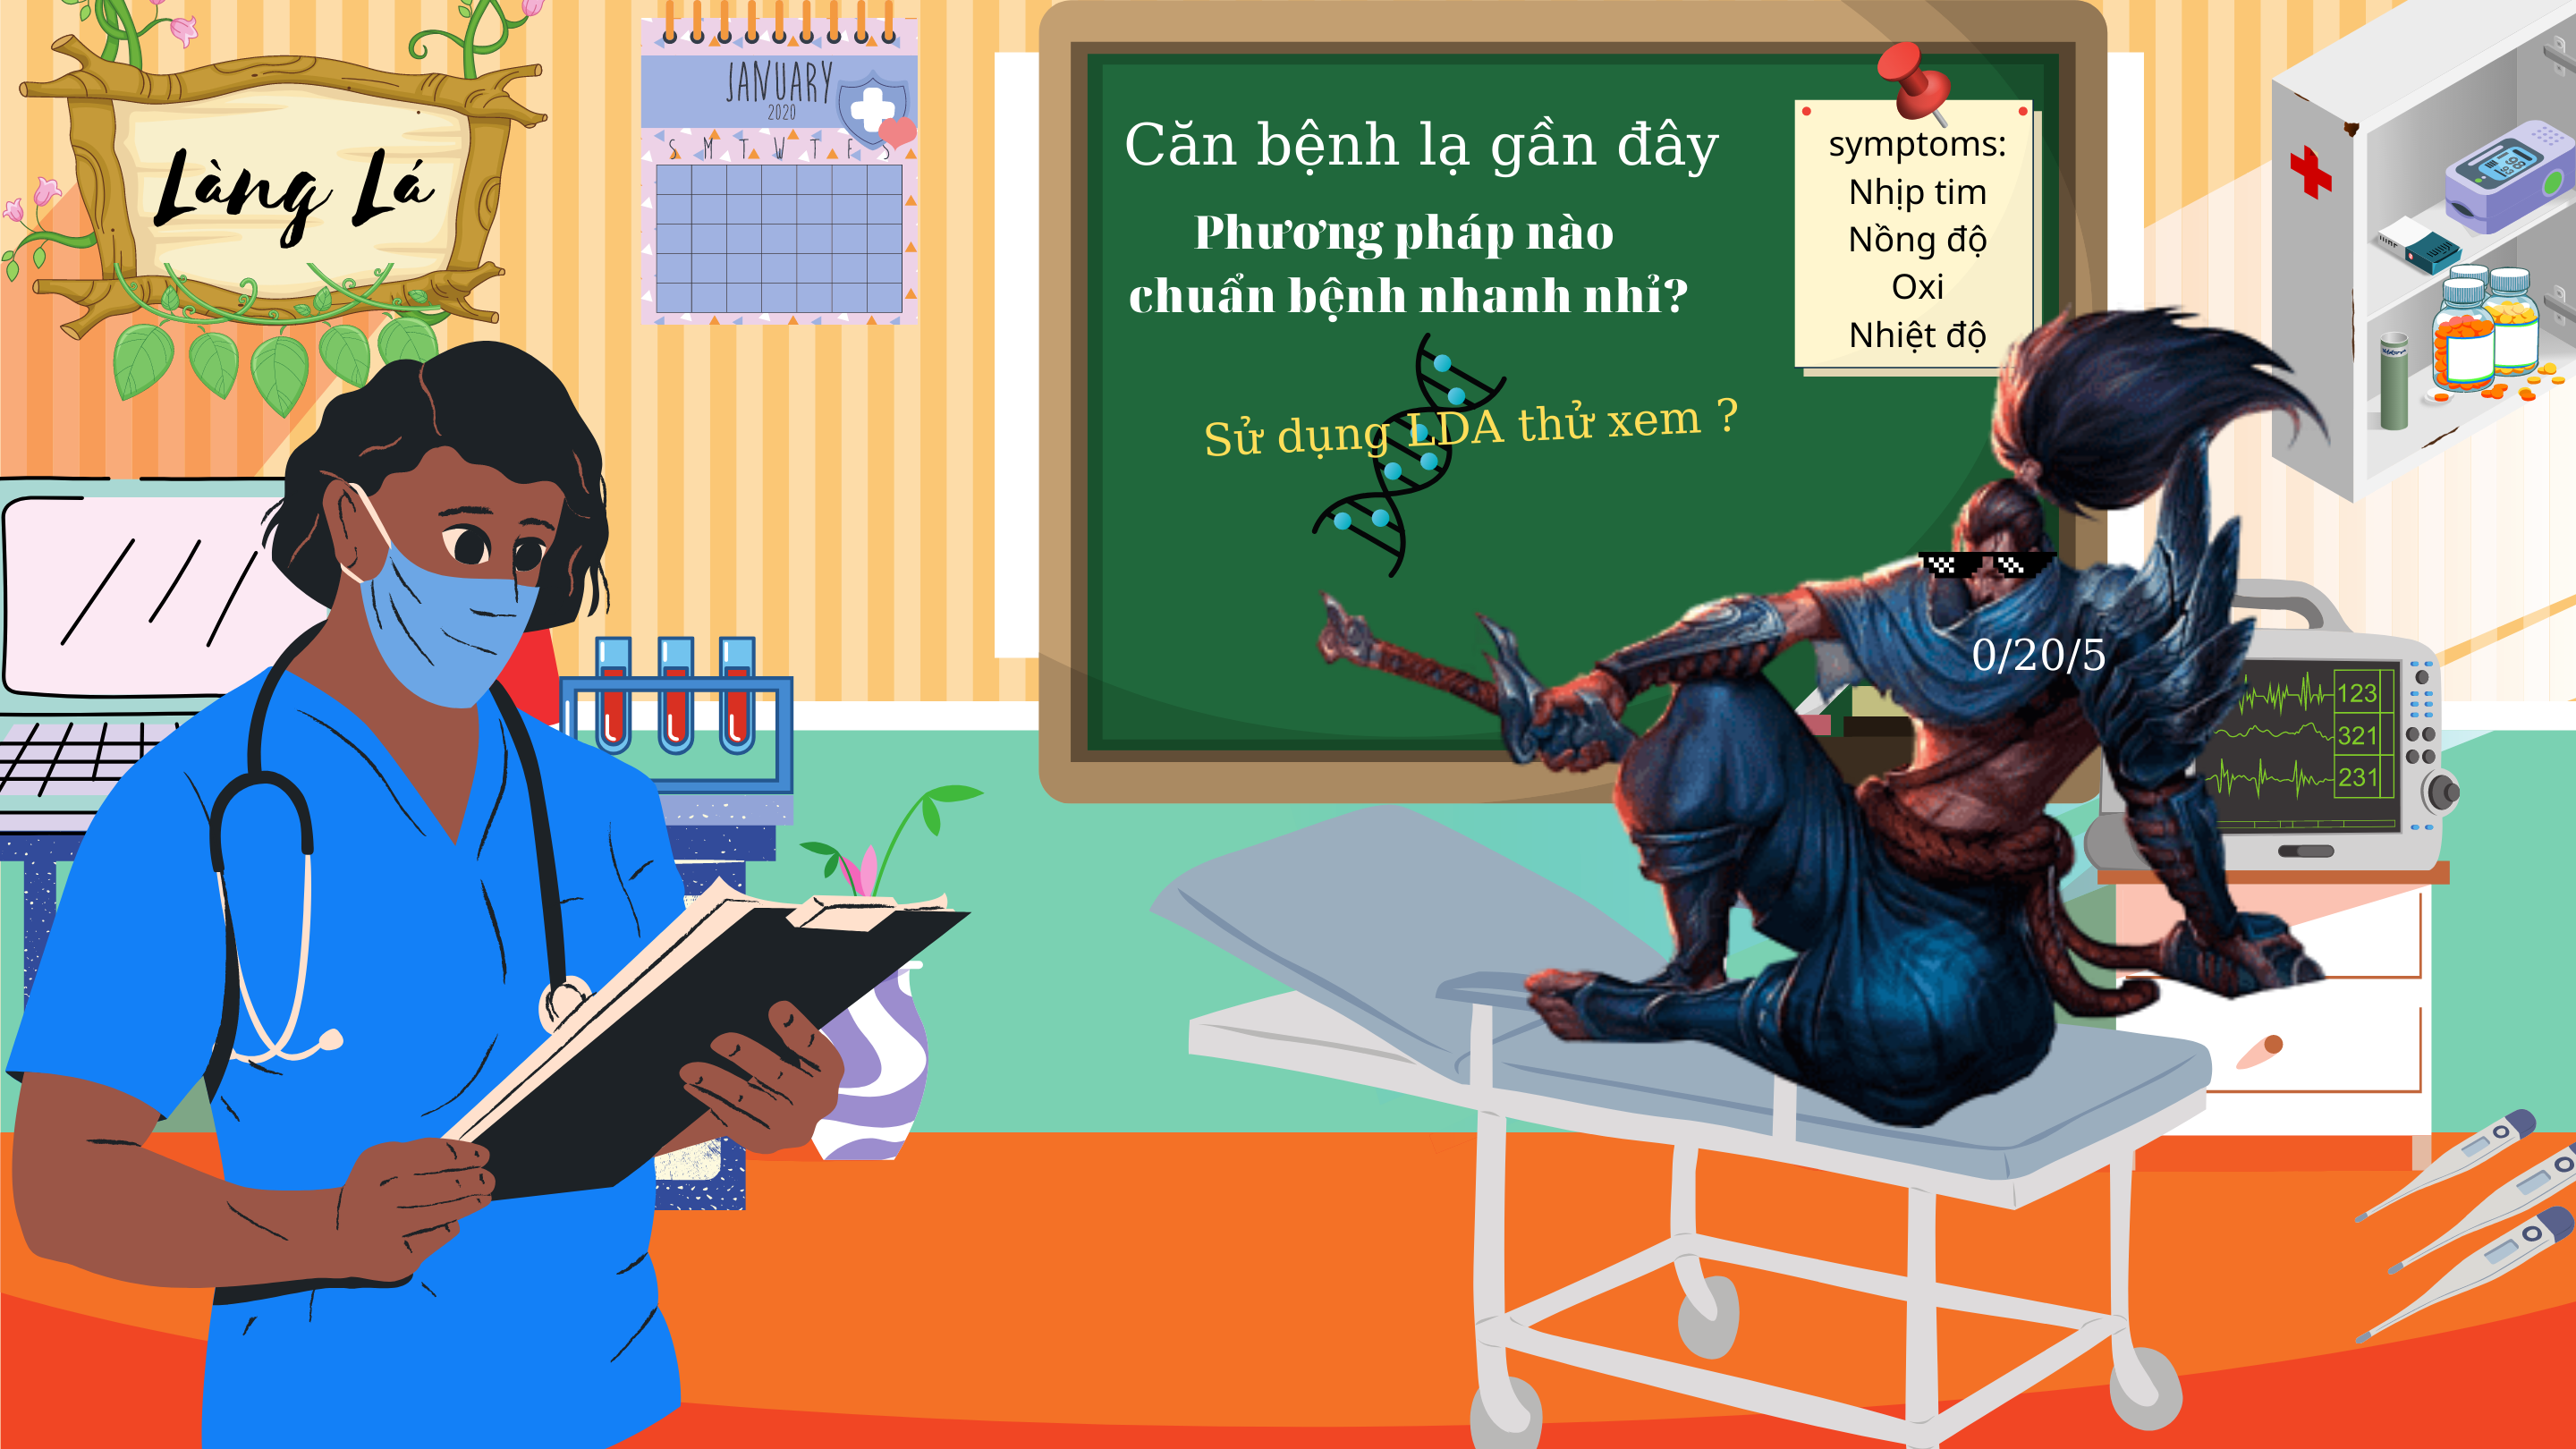 Làng Lá
JANUARY
2020
S M T W T F S
Căn bệnh lạ gần đây
Phương pháp nào
chuẩn bệnh nhanh nhỉ?
Sử dụng LDA thử xem ?
symptoms:
Nhịp tim
Nồng độ
Oxi
Nhiệt độ
0/20/5
123
321
231